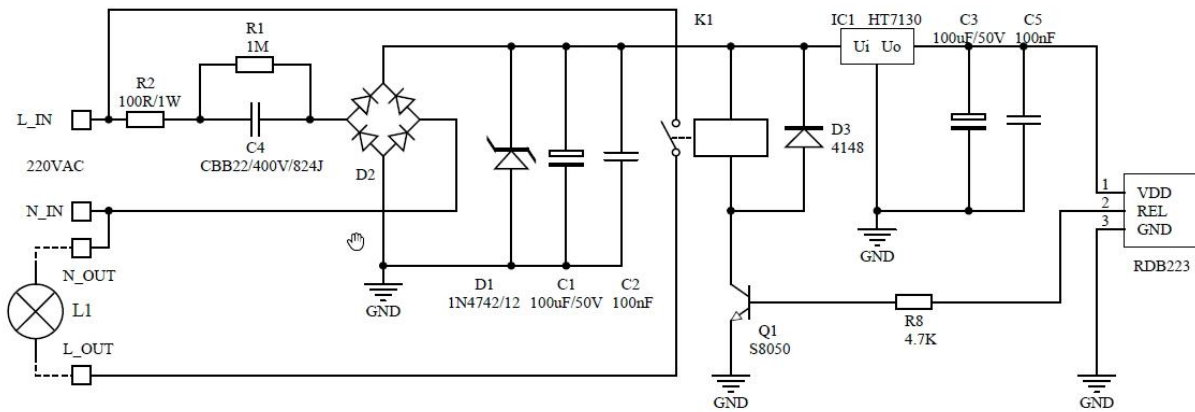 R1
1M
R2
100R/1W
L_IN
220VAC
C4
CBB22/400V/824J
D2
N_IN
N_OUT
L1
L_OUT
GND
D1
1N4742/12
C1
100uF/50V
C2
100nF
K1
D3
4148
IC1 HT7130
Ui Uo
C3
100uF/50V
C5
100nF
GND
1 VDD
2 REL
3 GND
RDB223
Q1
S8050
R8
4.7K
GND
GND